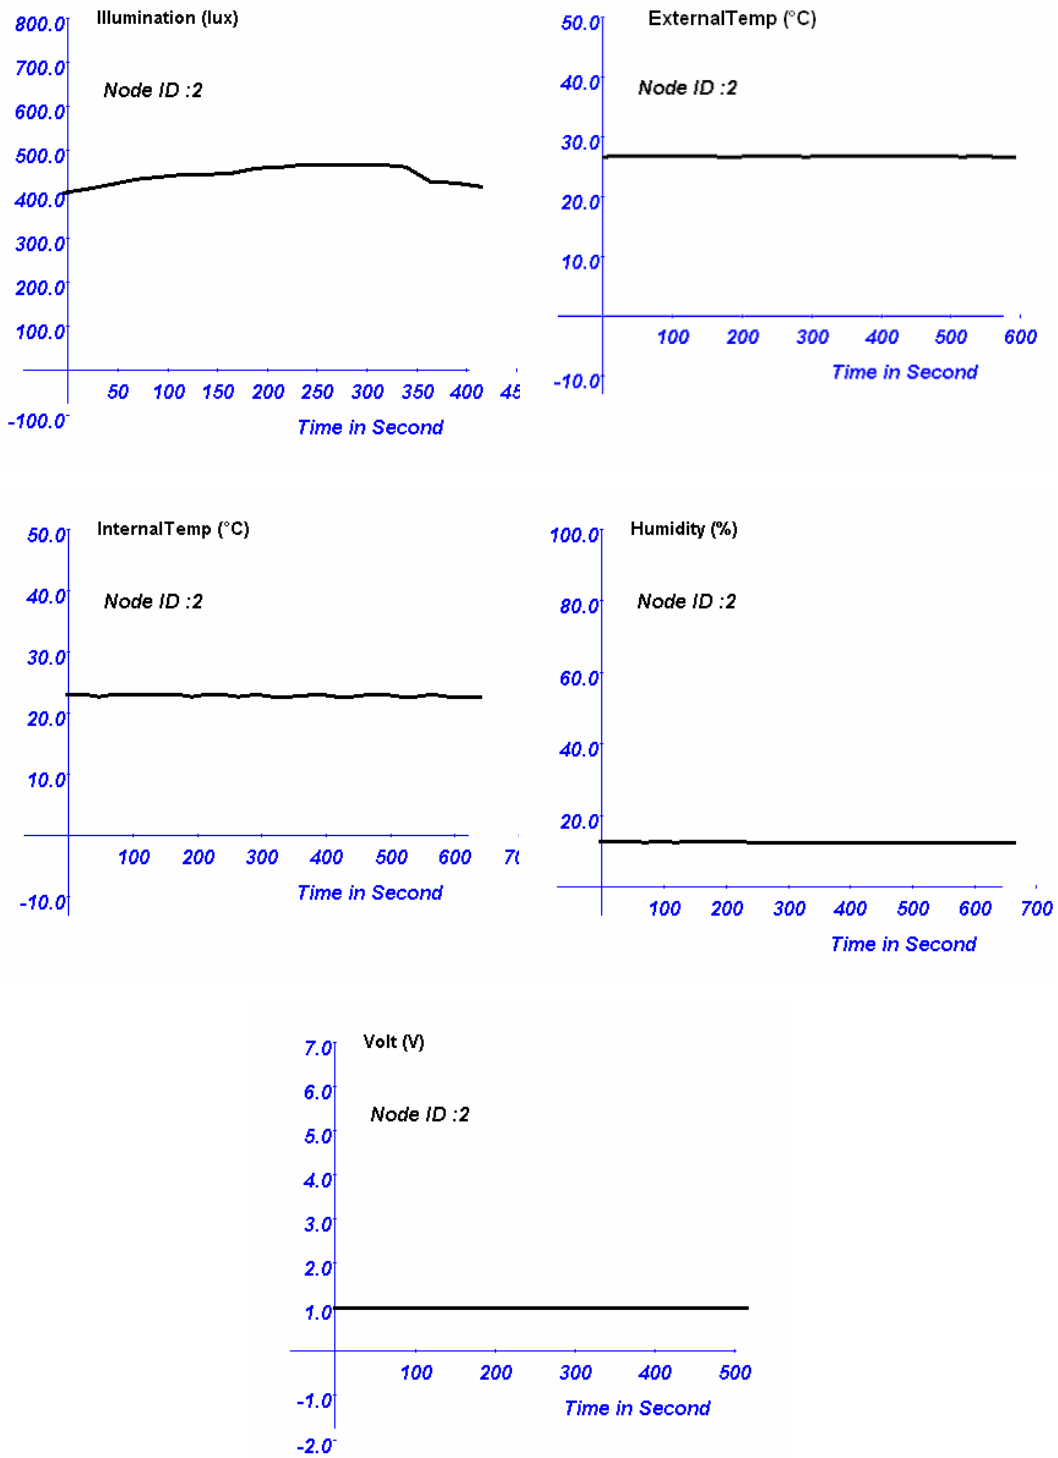 Illumination (lux)
Node ID :2
800.0
700.0
600.0
500.0
400.0
300.0
200.0
100.0
-100.0
50 100 150 200 250 300 350 400 45
Time in Second
ExternalTemp (°C)
Node ID :2
50.0
40.0
30.0
20.0
10.0
-10.0
100 200 300 400 500 600
Time in Second
InternalTemp (°C)
Node ID :2
50.0
40.0
30.0
20.0
10.0
-10.0
100 200 300 400 500 600 70
Time in Second
Humidity (%)
Node ID :2
100.0
80.0
60.0
40.0
20.0
100 200 300 400 500 600 700
Time in Second
Volt (V)
Node ID :2
7.0
6.0
5.0
4.0
3.0
2.0
1.0
-1.0
-2.0
100 200 300 400 500
Time in Second